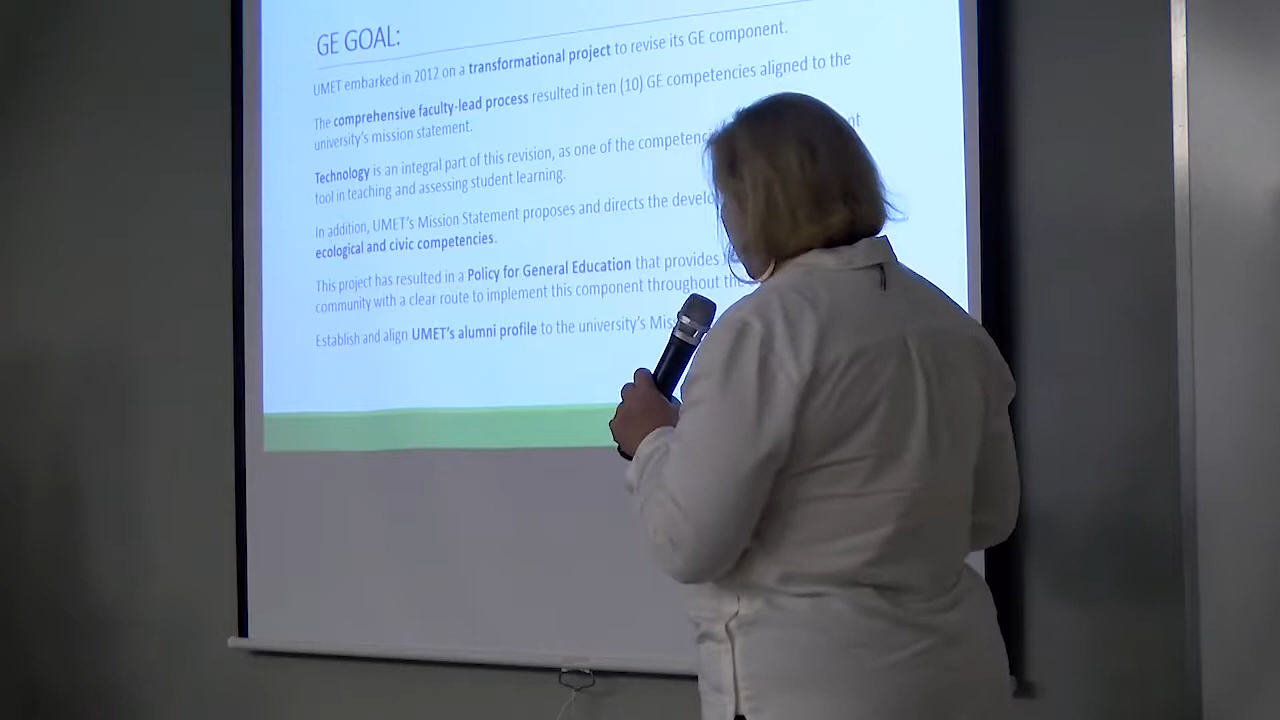 GE GOAL:
UMET embarked in 2012 on a transformational project to revise its GE component.
The comprehensive faculty-lead process resulted in ten (10) GE competencies aligned to the
university's mission statement.
Technology is an integral part of this revision, as one of the
tool in teaching and assessing student learning.
In addition, UMET's Mission Statement proposes and directs the
ecological and civic competencies.
This project has resulted in a Policy for General Education that provides
community with a clear route to implement this component throughout the
Establish and align UMET's alumni profile to the university's